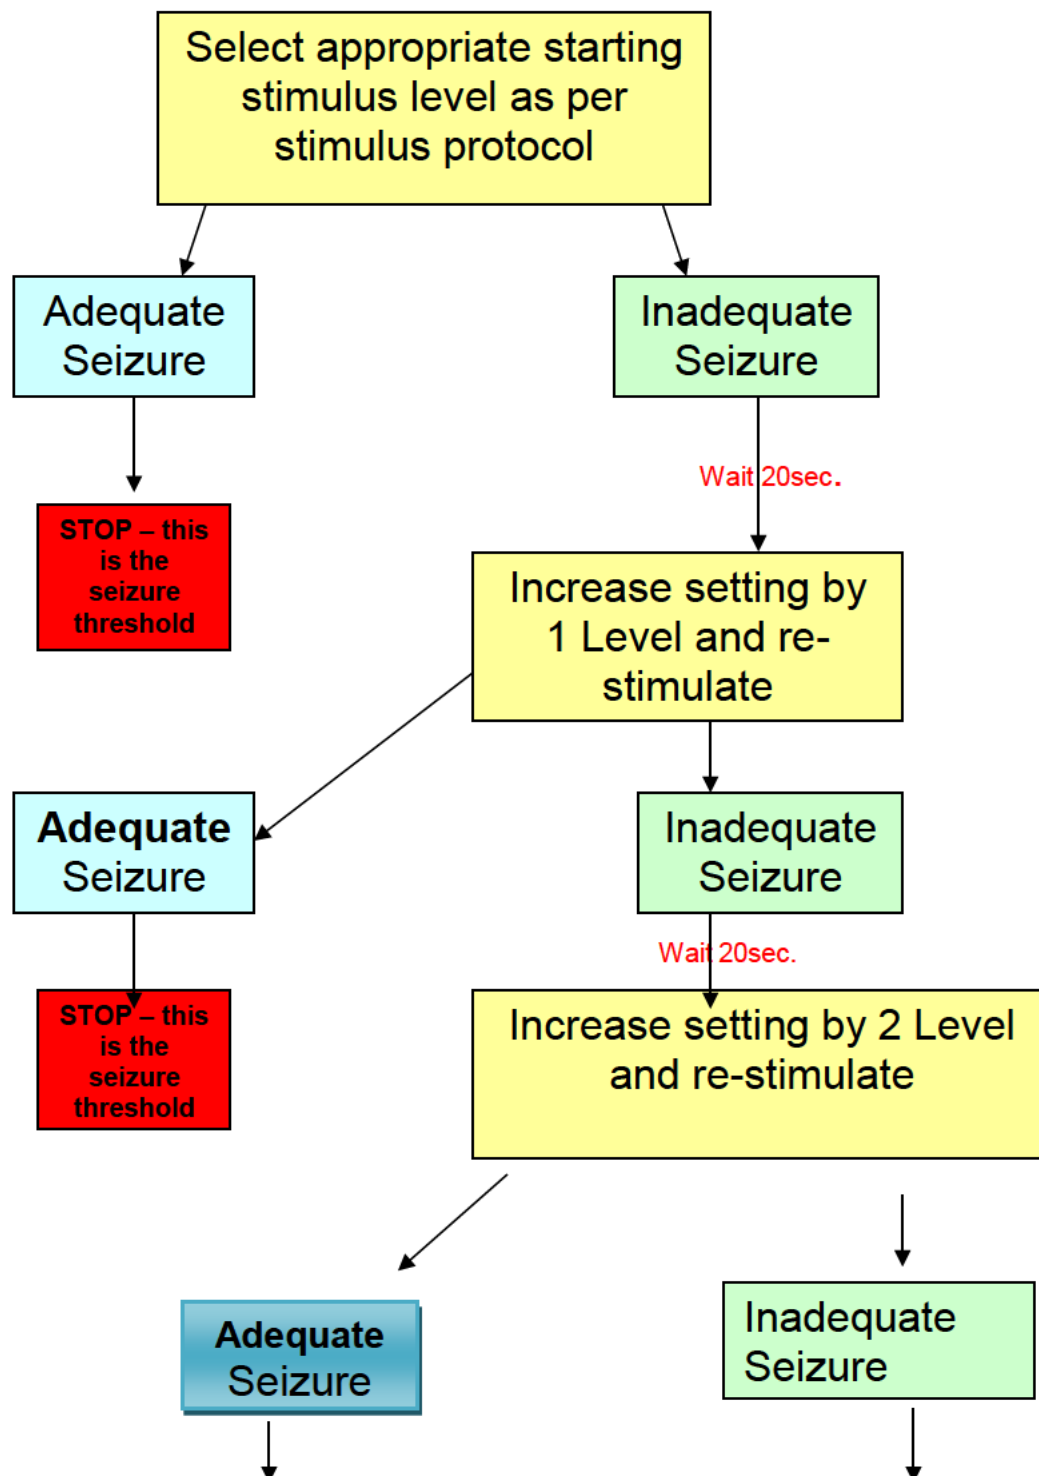 Select appropriate starting
stimulus level as per
stimulus protocol
Adequate
Seizure
Inadequate
Seizure
Wait 20sec.
STOP – this
is the
seizure
threshold
Increase setting by
1 Level and re-
stimulate
Adequate
Seizure
Inadequate
Seizure
Wait 20sec.
STOP – this
is the
seizure
threshold
Increase setting by 2 Level
and re-stimulate
Adequate
Seizure
Inadequate
Seizure